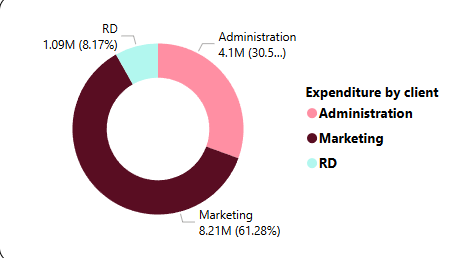 RD
1.09M (8.17%)
Administration
4.1M (30.5...)
Expenditure by client
Administration
Marketing
RD
Marketing
8.21M (61.28%)